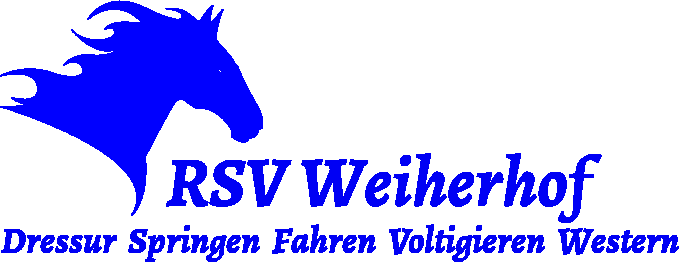 RSV Weiherhof
Dressur Springen Fahren Voltigieren Western